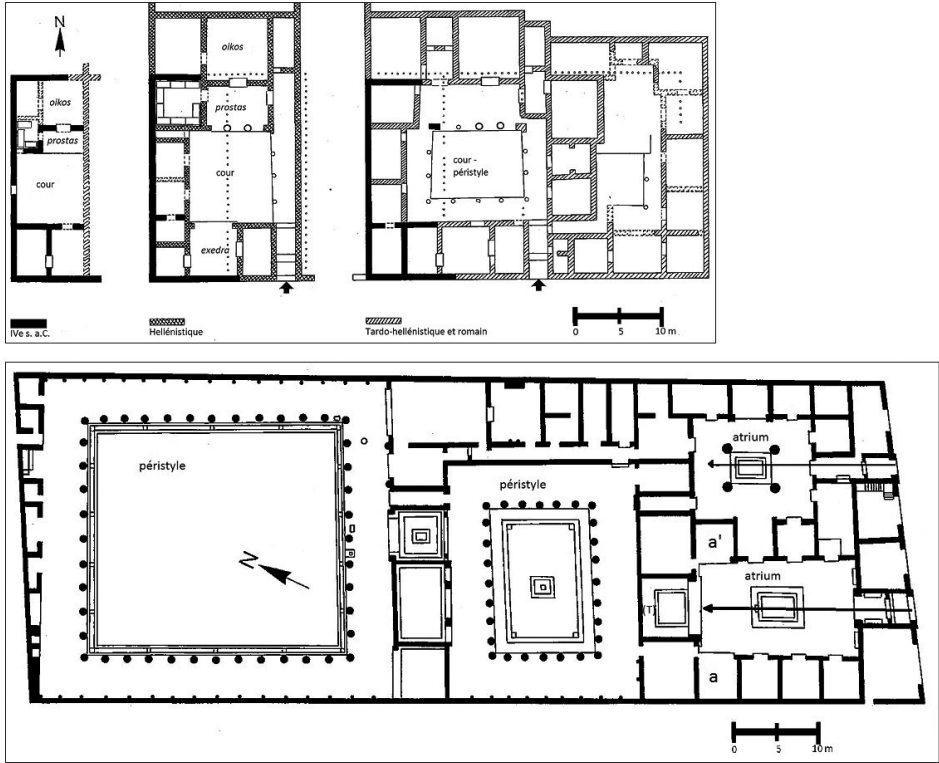 N
oikos
prostas
cour
oikos
prostas
cour
exedra
cour -
péristyle
IVe s. a.C.
Hellénistique
Tardo-hellénistique et romain
0 5 10 m
péristyle
N
péristyle
atrium
a'
atrium
(T)
a
0 5 10 m